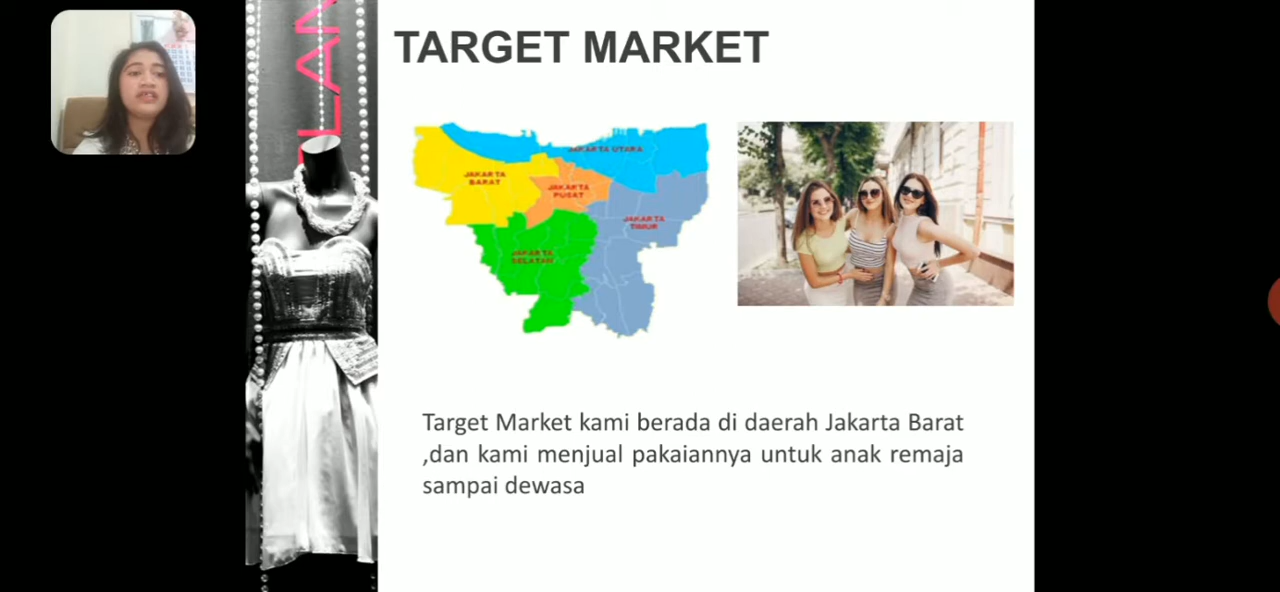 LAN
TARGET MARKET
JAKARTA UTARA
JAKARTA
BARAT
JAKARTA
PUSAT
JAKARTA
TIMUR
JAKARTA
SELATAN
Target Market kami berada di daerah Jakarta Barat
,dan kami menjual pakaiannya untuk anak remaja
sampai dewasa